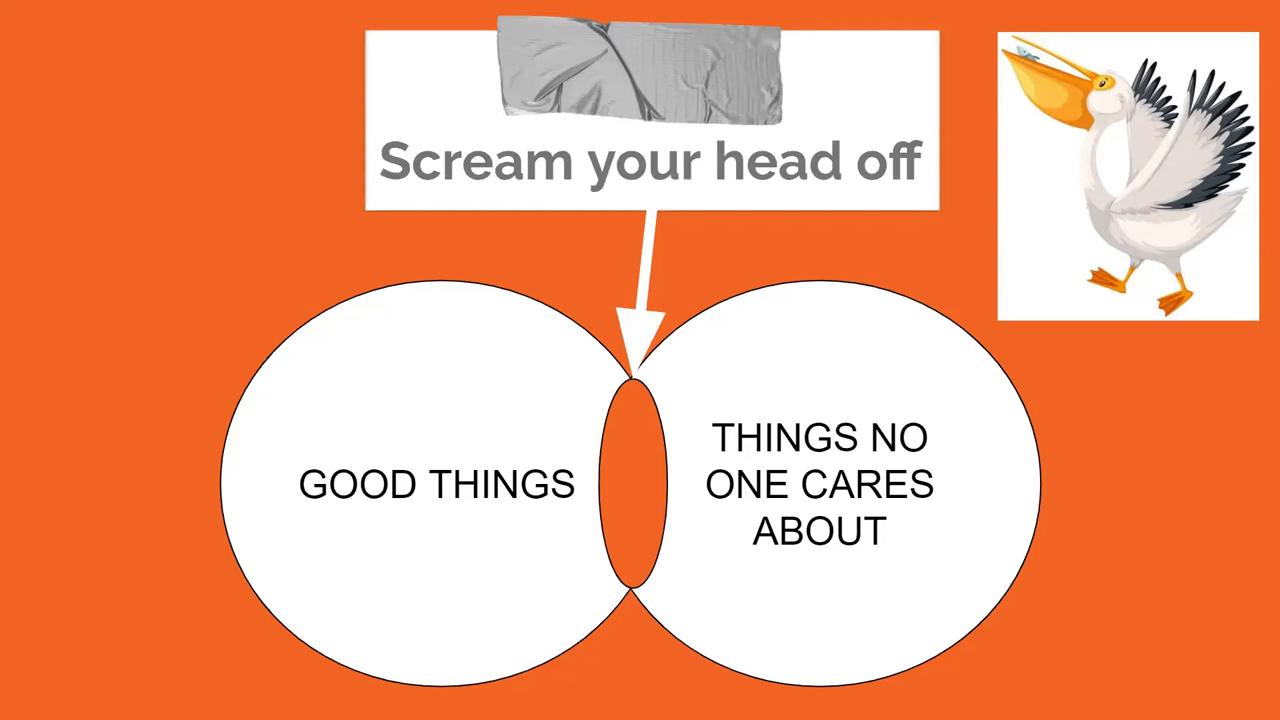 Scream your head off
GOOD THINGS
THINGS NO
ONE CARES
ABOUT